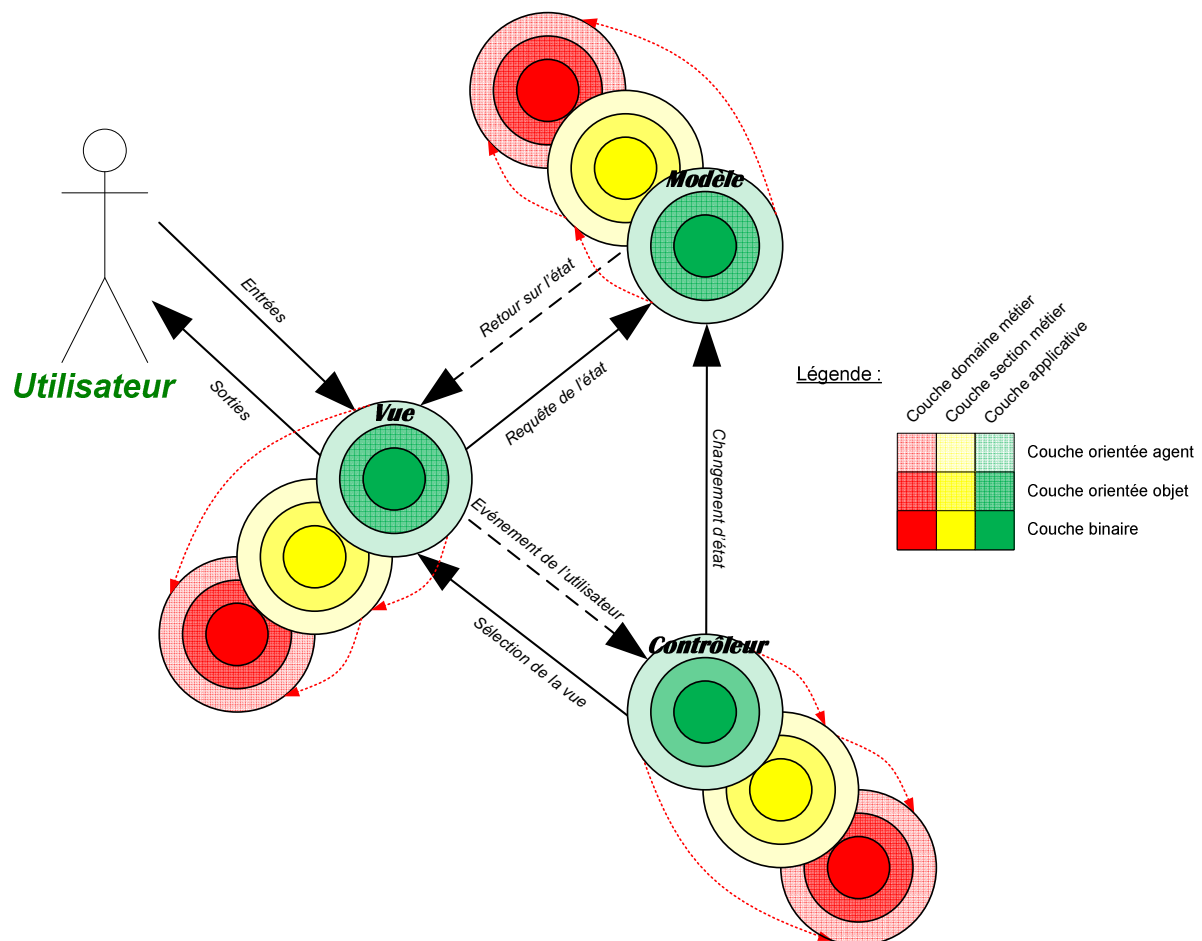 Modèle
Entrées
Retour sur l'état
Utilisateur
Sorties
Vue
Requête de l'état
Changement d'état
Evénement de l'utilisateur
Sélection de la vue
Contrôleur
Légende :
Couche domaine métier
Couche section métier
Couche applicative
Couche orientée agent
Couche orientée objet
Couche binaire